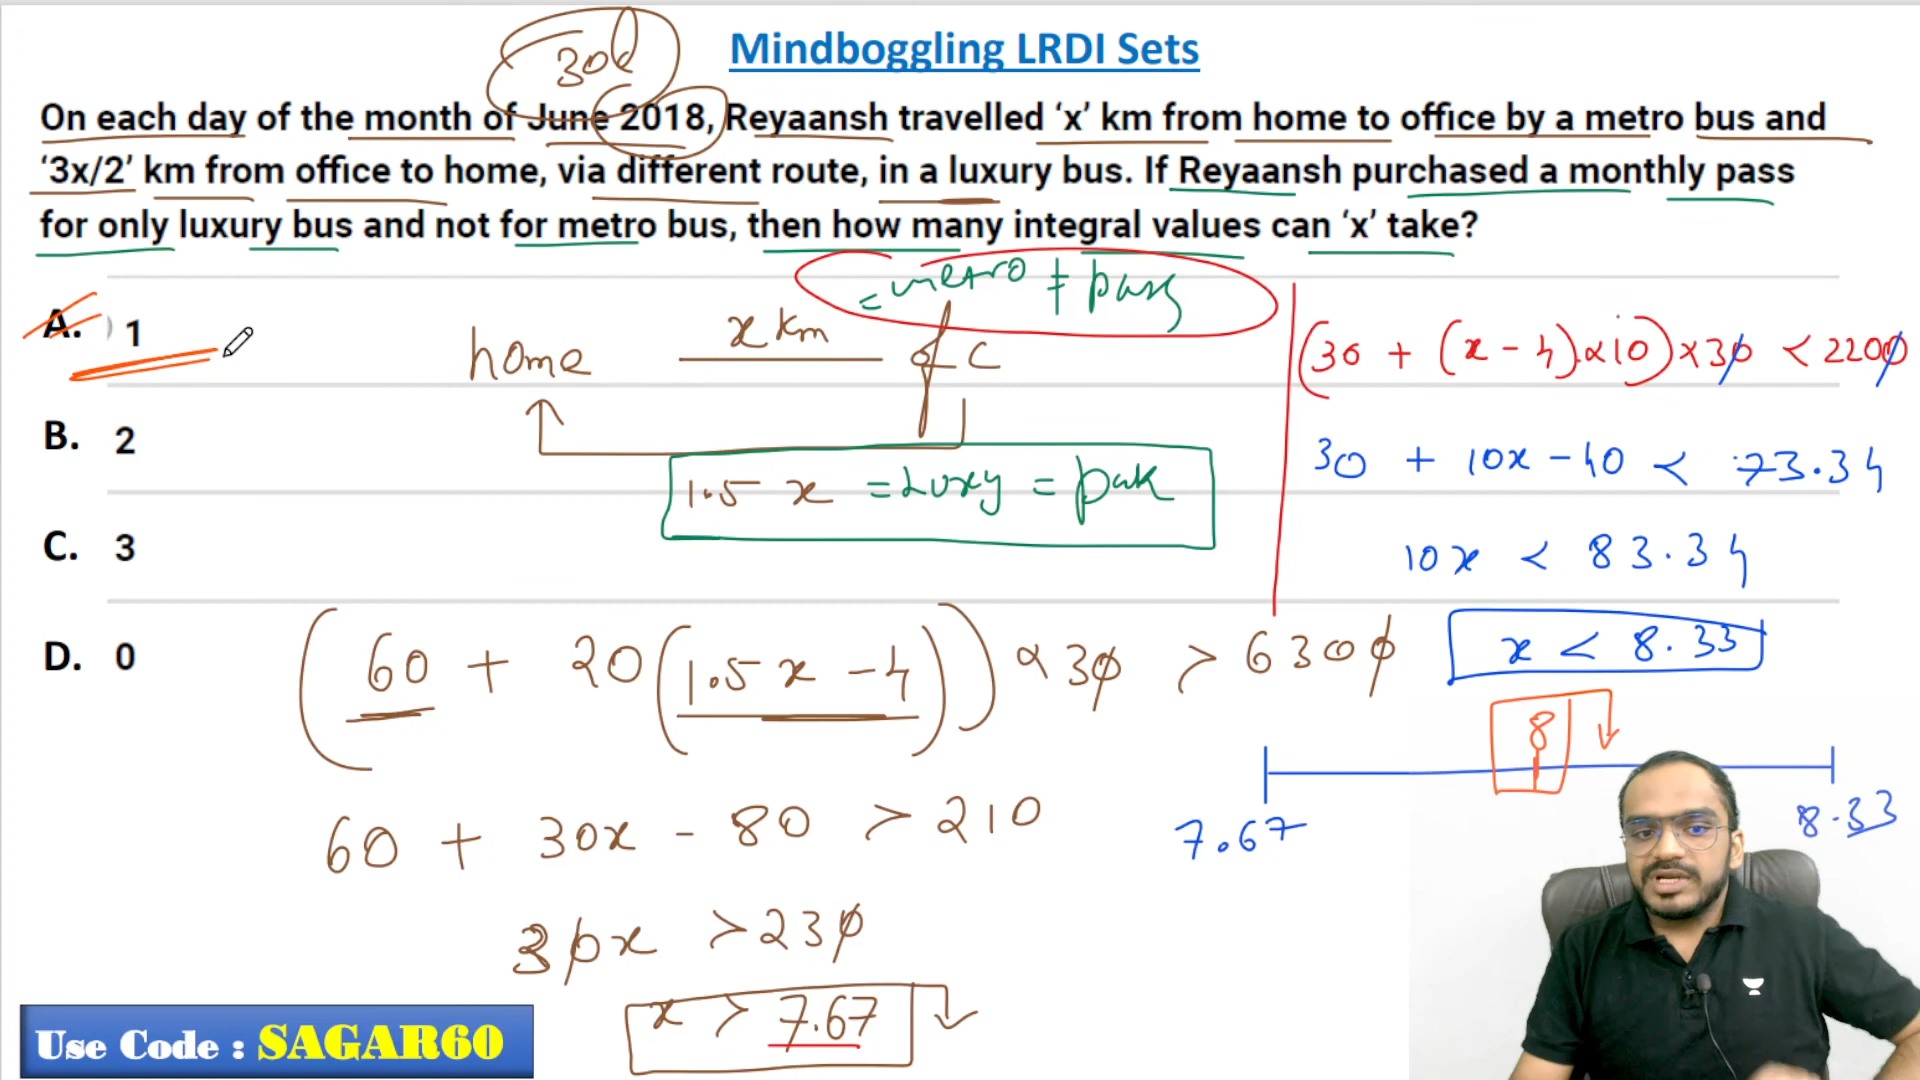 Mindboggling LRDI Sets
30d
On each day of the month of June 2018, Reyaansh travelled ‘x’ km from home to office by a metro bus and
‘3x/2’ km from office to home, via different route, in a luxury bus. If Reyaansh purchased a monthly pass
for only luxury bus and not for metro bus, then how many integral values can ‘x’ take?
= metro ≠ pass
A. 1
home x km ofc
(30 + (x - 4) × 10) × 30 < 2200
B. 2
30 + 10x - 40 < 73.34
1.5 x = Luxy = pak
C. 3
10x < 83.34
D. 0
(60 + 20 (1.5 x - 4)) × 30 > 6300
x < 8.33
8
60 + 30x - 80 > 210
7.67 8.33
30x > 230
x > 7.67
Use Code : SAGAR60